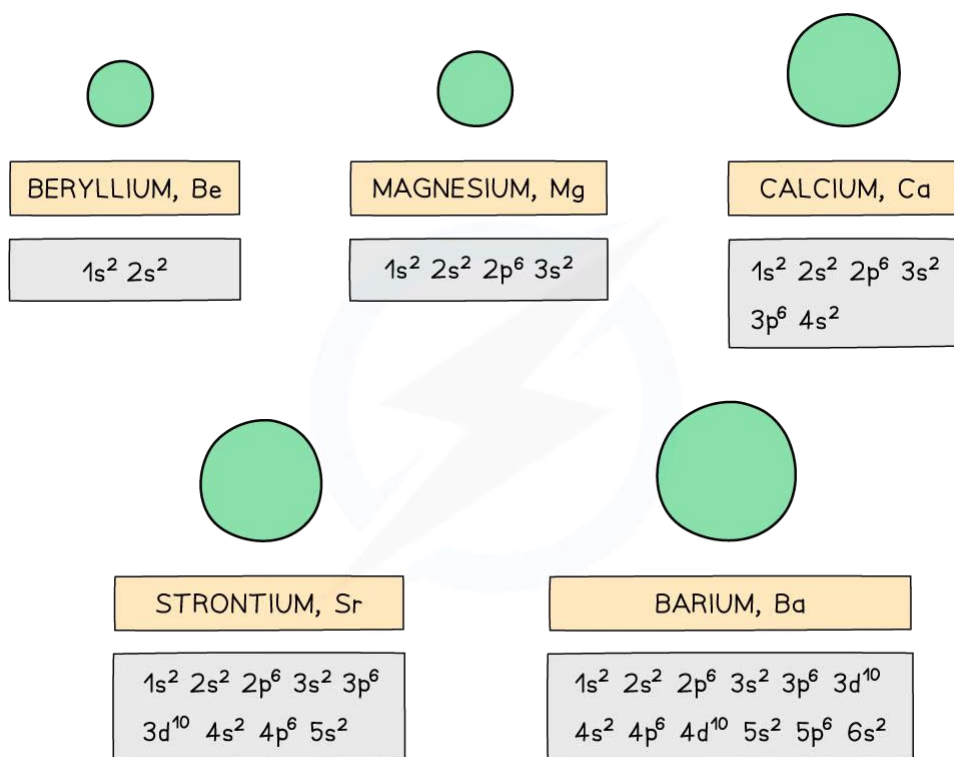 BERYLLIUM, Be
1s² 2s²
MAGNESIUM, Mg
1s² 2s² 2p⁶ 3s²
CALCIUM, Ca
1s² 2s² 2p⁶ 3s²
3p⁶ 4s²
STRONTIUM, Sr
1s² 2s² 2p⁶ 3s² 3p⁶
3d¹⁰ 4s² 4p⁶ 5s²
BARIUM, Ba
1s² 2s² 2p⁶ 3s² 3p⁶ 3d¹⁰
4s² 4p⁶ 4d¹⁰ 5s² 5p⁶ 6s²